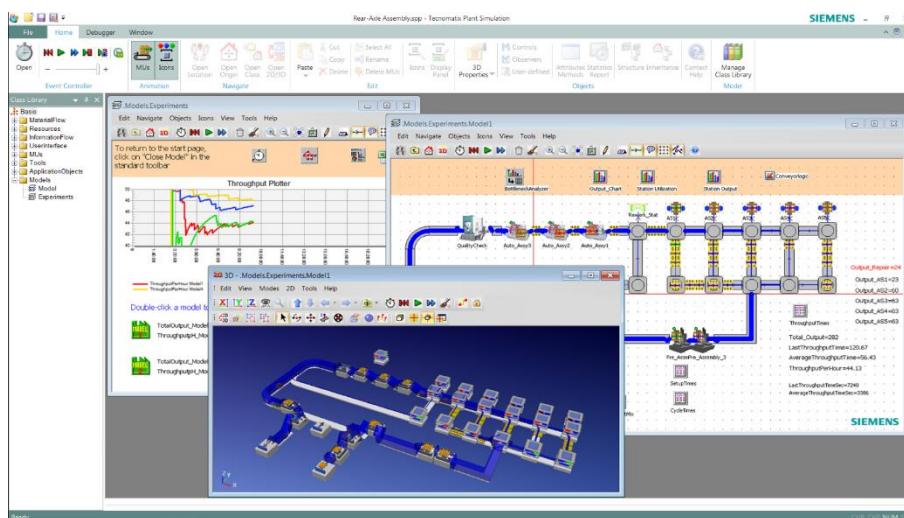 Rear-Axle Assembly.spp - Tecnomatix Plant Simulation
SIEMENS
File Home Debugger Window
Open
MUs Icons
Open Location Open Origin Open Class Open 2D/3D
Paste Cut Copy Delete
Select All Rename Delete MUs
Icons Display Panel
3D Properties
Controls Observers User-defined
Attributes Methods Statistics Report Structure Inheritance
Context Help
Manage Class Library
Event Controller Animation Navigate Edit Objects Model
Class Library
Basis
MaterialFlow
Resources
InformationFlow
UserInterface
MUs
Tools
ApplicationObjects
Models
Model
Experiments
.Models.Experiments
Edit Navigate Objects Icons View Tools Help
To return to the start page,
click on "Close Model" in the
standard toolbar
Throughput Plotter
ThroughputPerHour Model1
Double-click a model t
TotalOutput_Model
ThroughputpH_Mode
TotalOutput_Model
ThroughputpH_Mo
.Models.Experiments.Model1
Edit Navigate Objects Icons View Tools Help
BottleneckAnalyzer Output_Chart Station Utilization Station Output Conveyorlogic
QualityCheck Auto_Assy3 Auto_Assy2 Auto_Assy1
Output_Repair=24
Output_AS1=23
Output_AS2=60
Output_AS3=63
Output_AS4=63
Output_AS5=63
ThroughputTimes
Total_Output=282
LastThroughputTime=120.67
AverageThroughputTime=56.43
ThroughputPerHour=44.13
LastThroughputTimeSec=7240
AverageThroughputTimeSec=3386
SetupTimes
CycleTimes
SIEMENS
3D - .Models.Experiments.Model1
Edit View Modes 2D Tools Help
Ready